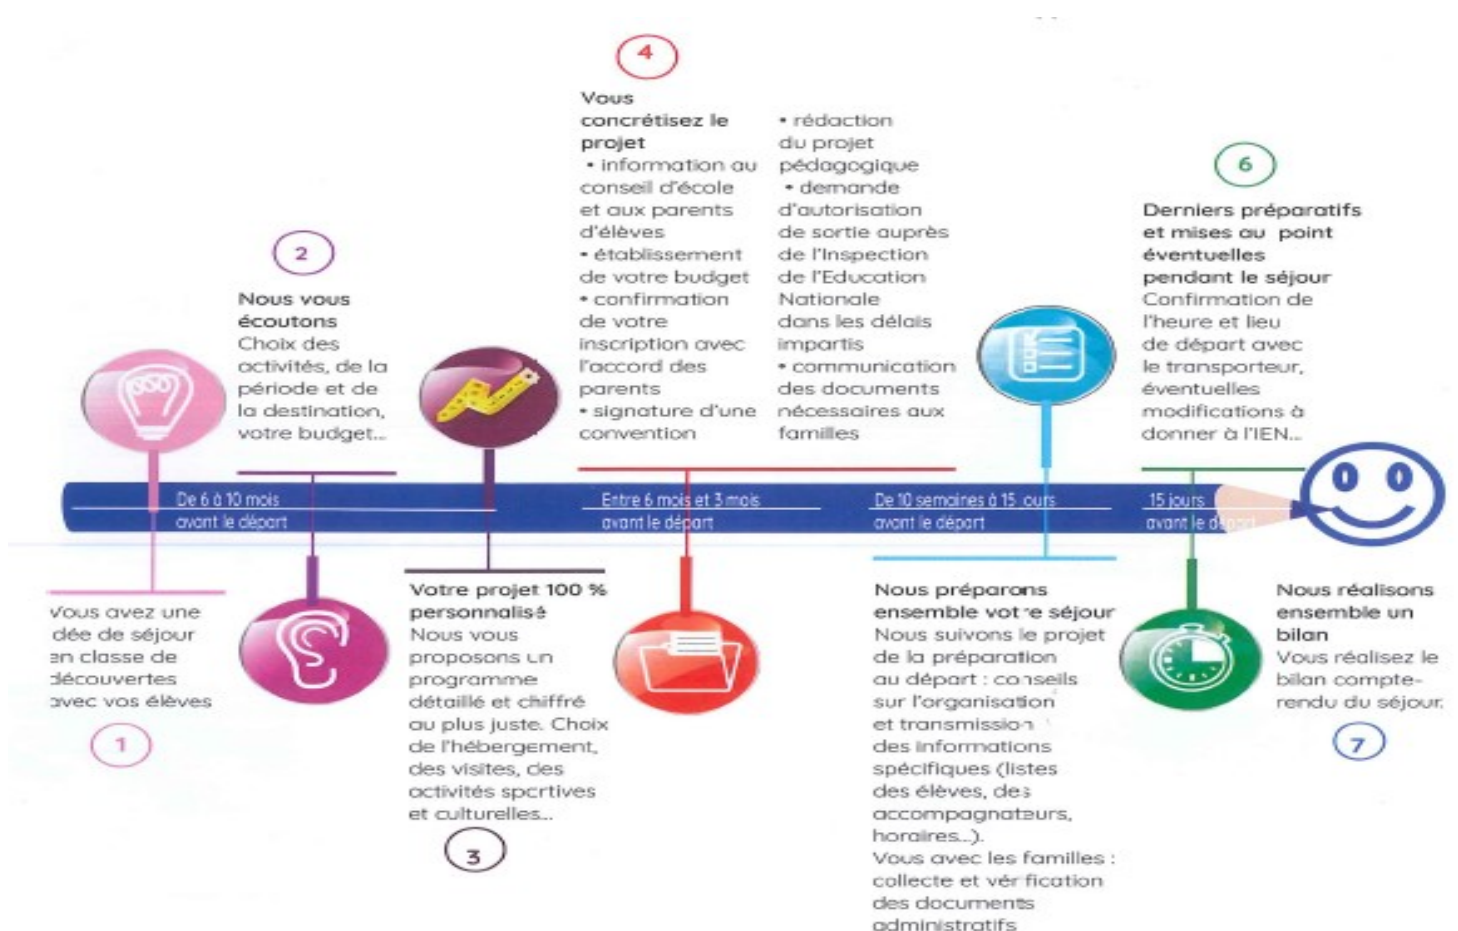 1
Vous avez une
dée de séjour
en classe de
découvertes
avec vos élèves
2
Nous vous
écoutons
Choix des
activités, de la
période et de
la destination,
votre budget...
De 6 à 10 mois
avant le départ
3
Votre projet 100 %
personnalisé
Nous vous
proposons un
programme
détaillé et chiffré
au plus juste. Choix
de l'hébergement,
des visites, des
activités sportives
et culturelles...
4
Vous
concrétisez le
projet
• information au
conseil d'école
et aux parents
d'élèves
• établissement
de votre budget
• confirmation
de votre
inscription avec
l'accord des
parents
• signature d'une
convention
• rédaction
du projet
pédagogique
• demande
d'autorisation
de sortie auprès
de l'Inspection
de l'Education
Nationale
dans les délais
impartis
• communication
des documents
nécessaires aux
familles
Entre 6 mois et 3 mois
avant le départ
De 10 semaines à 15 jours
avant le départ
Nous préparons
ensemble votre séjour
Nous suivons le projet
de la préparation
au départ : conseils
sur l'organisation
et transmission
des informations
spécifiques (listes
des élèves, des
accompagnateurs,
horaires...).
Vous avec les familles :
collecte et vérification
des documents
administratifs
6
Derniers préparatifs
et mises au point
éventuelles
pendant le séjour
Confirmation de
l'heure et lieu
de départ avec
le transporteur,
éventuelles
modifications à
donner à l'IEN...
15 jours
avant le départ
Nous réalisons
ensemble un
bilan
Vous réalisez le
bilan compte-
rendu du séjour.
7